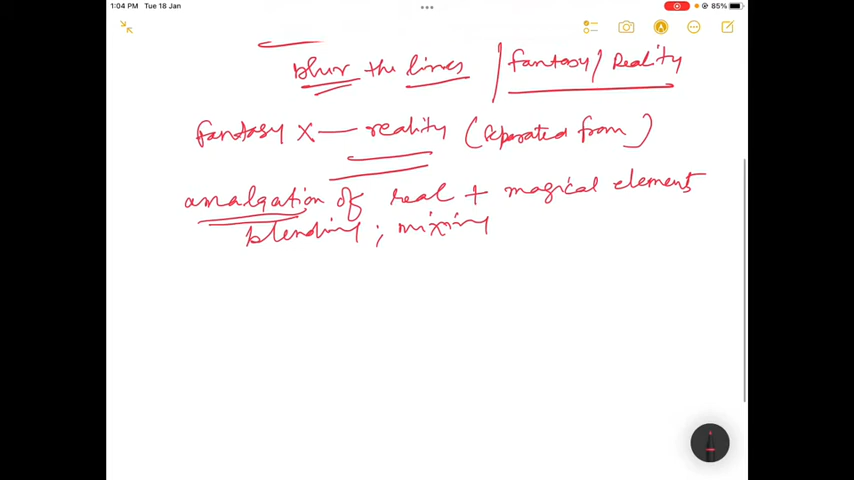 1:04 PM Tue 18 Jan
85%
blur the lines | fantasy / Reality
fantasy X — reality (separated from)
amalgation of real + magical elements
blending ; mixing